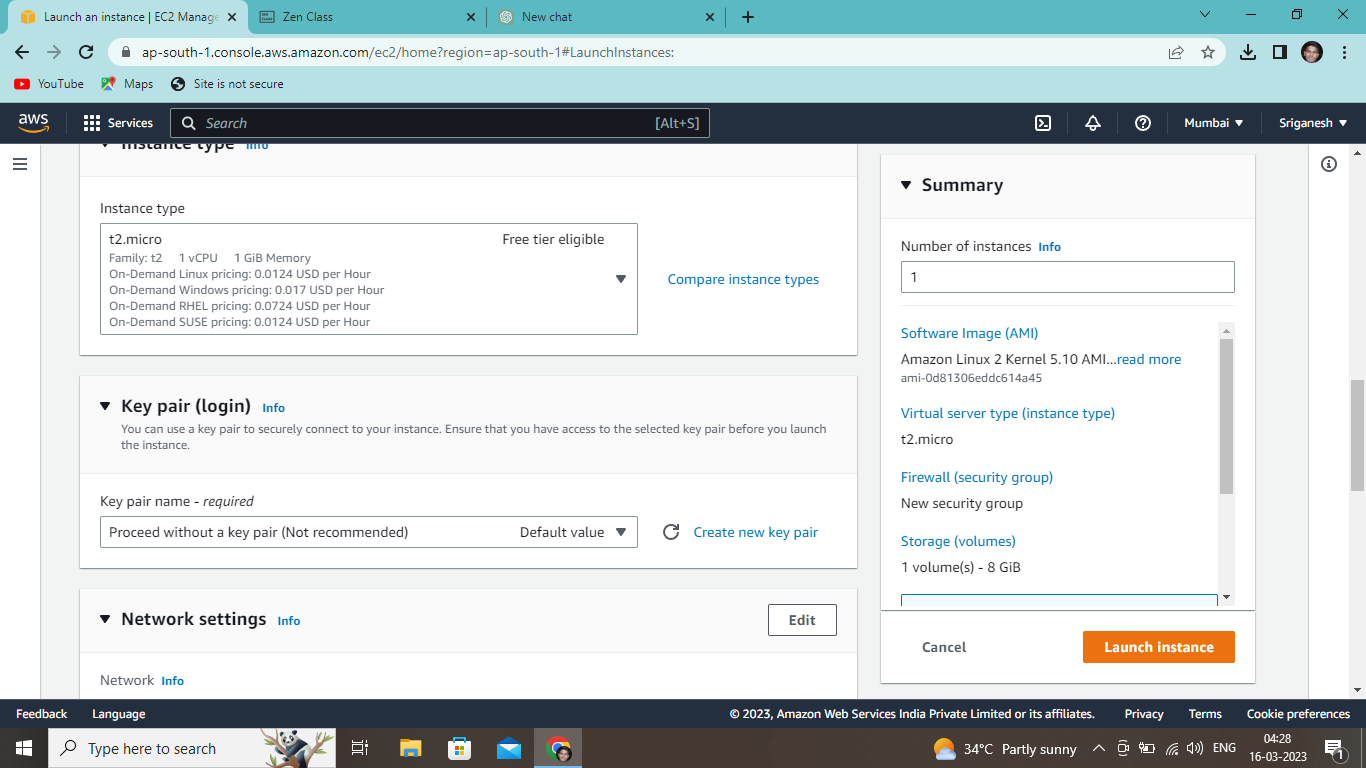 Launch an instance | EC2 Manage
Zen Class
New chat
ap-south-1.console.aws.amazon.com/ec2/home?region=ap-south-1#LaunchInstances:
YouTube
Maps
Site is not secure
aws
Services
Search
[Alt+S]
Mumbai
Sriganesh
Instance type Info
Instance type
t2.micro
Free tier eligible
Family: t2 1 vCPU 1 GiB Memory
On-Demand Linux pricing: 0.0124 USD per Hour
On-Demand Windows pricing: 0.017 USD per Hour
On-Demand RHEL pricing: 0.0724 USD per Hour
On-Demand SUSE pricing: 0.0124 USD per Hour
Compare instance types
Key pair (login) Info
You can use a key pair to securely connect to your instance. Ensure that you have access to the selected key pair before you launch
the instance.
Key pair name - required
Proceed without a key pair (Not recommended)
Default value
Create new key pair
Network settings Info
Edit
Network Info
Summary
Number of instances Info
1
Software Image (AMI)
Amazon Linux 2 Kernel 5.10 AMI...read more
ami-0d81306eddc614a45
Virtual server type (instance type)
t2.micro
Firewall (security group)
New security group
Storage (volumes)
1 volume(s) - 8 GiB
Cancel
Launch instance
Feedback
Language
© 2023, Amazon Web Services India Private Limited or its affiliates.
Privacy
Terms
Cookie preferences
Type here to search
34°C Partly sunny
ENG
04:28
16-03-2023
1